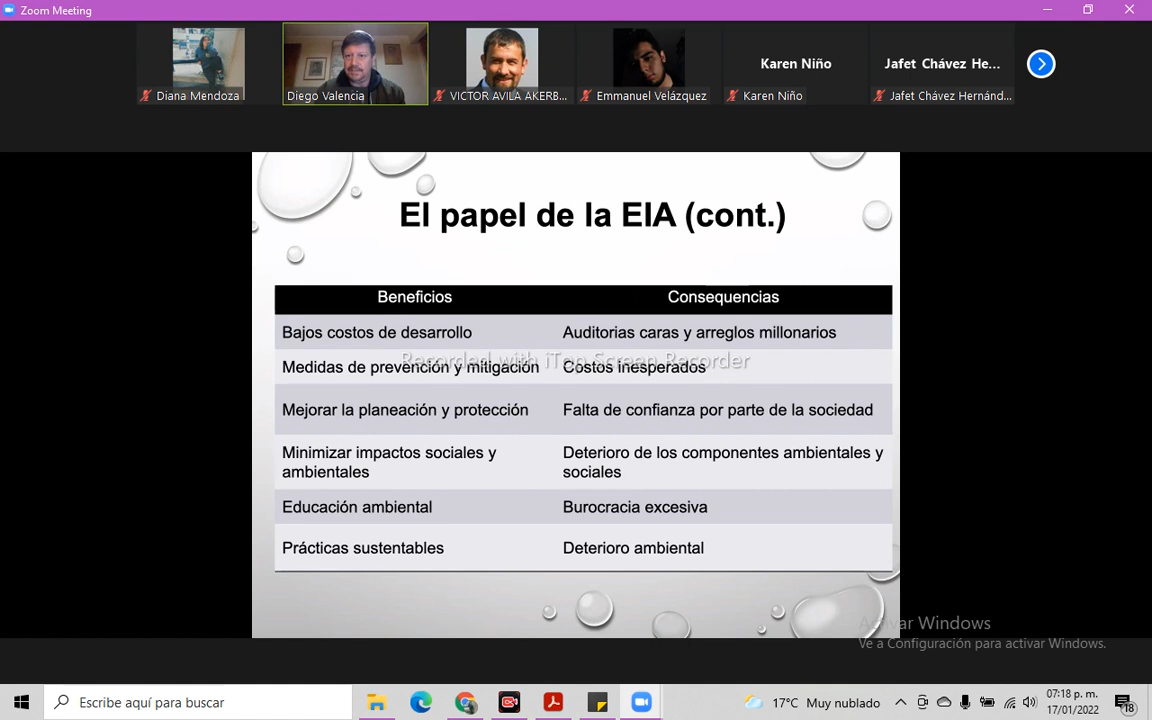 Zoom Meeting
Karen Niño
Jafet Chávez He...
Diana Mendoza
Diego Valencia
VICTOR AVILA AKERB...
Emmanuel Velázquez
Karen Niño
Jafet Chávez Hernánd...
El papel de la EIA (cont.)
Beneficios Consequencias
Bajos costos de desarrollo Auditorias caras y arreglos millonarios
Recorded with iTop Screen Recorder
Medidas de prevención y mitigación Costos inesperados
Mejorar la planeación y protección Falta de confianza por parte de la sociedad
Minimizar impactos sociales y Deterioro de los componentes ambientales y
ambientales sociales
Educación ambiental Burocracia excesiva
Prácticas sustentables Deterioro ambiental
Activar Windows
Ve a Configuración para activar Windows.
Escribe aquí para buscar
17°C Muy nublado
07:18 p. m.
17/01/2022
18